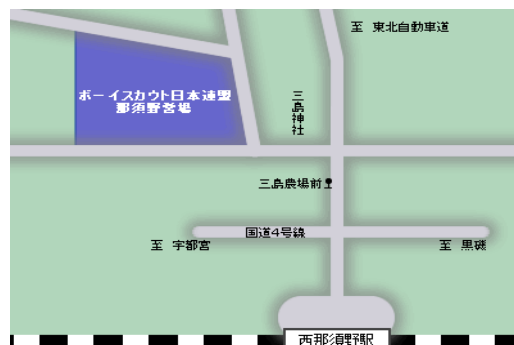 至 東北自動車道
ボーイスカウト日本連盟
那須野営場
三島神社
三島農場前
国道4号線
至 宇都宮
至 黒磯
西那須野駅